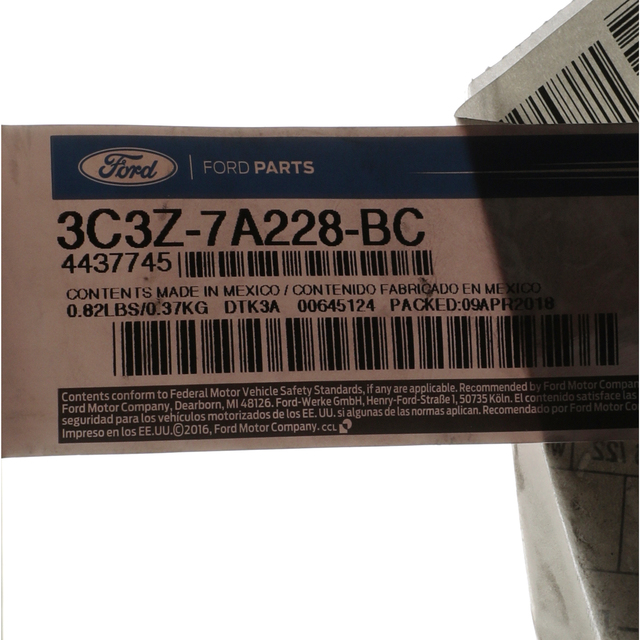 Ford | FORD PARTS
3C3Z-7A228-BC
4437745
CONTENTS MADE IN MEXICO / CONTENIDO FABRICADO EN MEXICO
0.82LBS/0.37KG DTK3A 00645124 PACKED:09APR2018
Contents conform to Federal Motor Vehicle Safety Standards, if any are applicable. Recommended by Ford Motor Com
Ford Motor Company, Dearborn, MI 48126. Ford-Werke GmbH, Henry-Ford-Straße 1, 50735 Köln. El contenido satisface las
seguridad para los vehículos motorizados de los EE. UU. si algunas de las normas aplican. Recomendado por Ford Motor Com
Impreso en los EE.UU. ©2016, Ford Motor Company. CCL
122